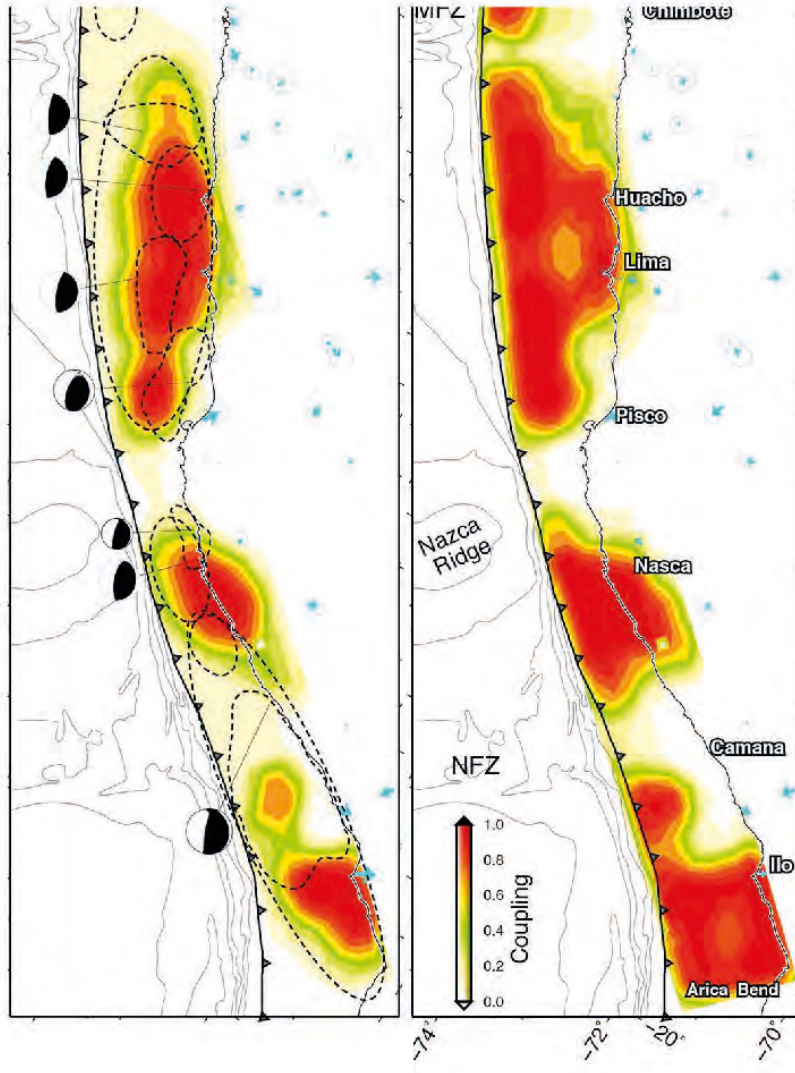 MFZ
Chimbote
Huacho
Lima
Pisco
Nazca
Ridge
Nasca
Camana
NFZ
1.0
0.8
0.6
0.4
0.2
0.0
Coupling
Ilo
Arica Bend
-74°
-72°
-20°
-70°